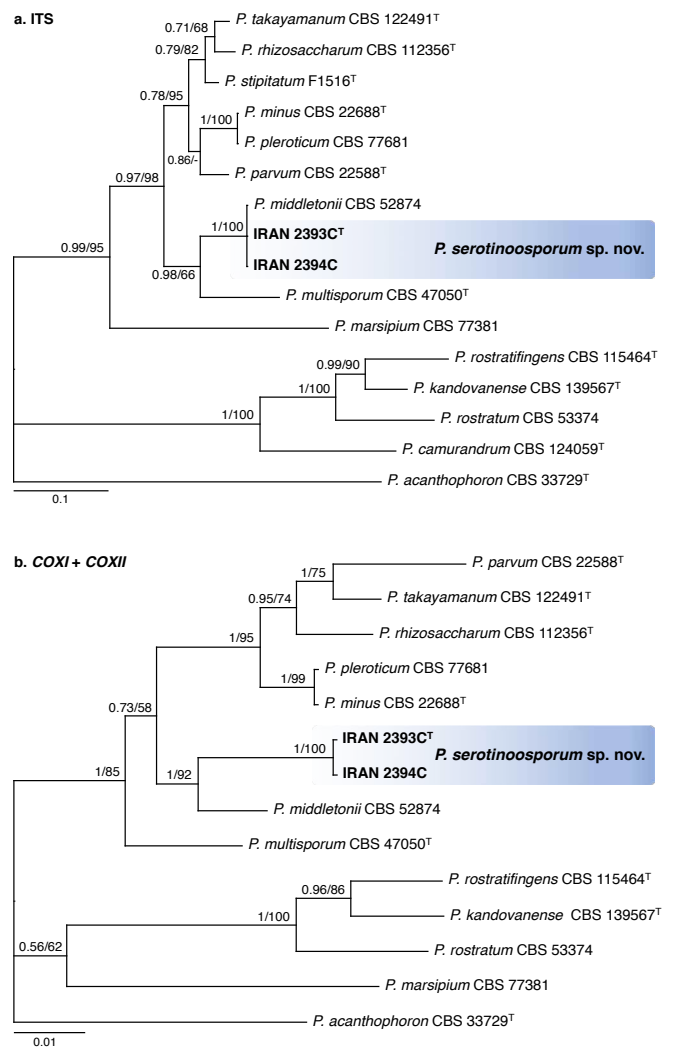 a. ITS
0.71/68
P. takayamanum CBS 122491ᵀ
0.79/82
P. rhizosaccharum CBS 112356ᵀ
P. stipitatum F1516ᵀ
0.78/95
1/100
P. minus CBS 22688ᵀ
P. pleroticum CBS 77681
0.86/-
P. parvum CBS 22588ᵀ
0.97/98
P. middletonii CBS 52874
1/100
IRAN 2393Cᵀ
P. serotinoosporum sp. nov.
IRAN 2394C
0.99/95
0.98/66
P. multisporum CBS 47050ᵀ
P. marsipium CBS 77381
P. rostratifingens CBS 115464ᵀ
0.99/90
P. kandovanense CBS 139567ᵀ
1/100
P. rostratum CBS 53374
1/100
P. camurandrum CBS 124059ᵀ
P. acanthophoron CBS 33729ᵀ
0.1
b. COXI + COXII
P. parvum CBS 22588ᵀ
1/75
P. takayamanum CBS 122491ᵀ
0.95/74
P. rhizosaccharum CBS 112356ᵀ
1/95
P. pleroticum CBS 77681
1/99
P. minus CBS 22688ᵀ
0.73/58
IRAN 2393Cᵀ
1/100
P. serotinoosporum sp. nov.
IRAN 2394C
1/85
1/92
P. middletonii CBS 52874
P. multisporum CBS 47050ᵀ
P. rostratifingens CBS 115464ᵀ
0.96/86
P. kandovanense CBS 139567ᵀ
1/100
P. rostratum CBS 53374
0.56/62
P. marsipium CBS 77381
P. acanthophoron CBS 33729ᵀ
0.01